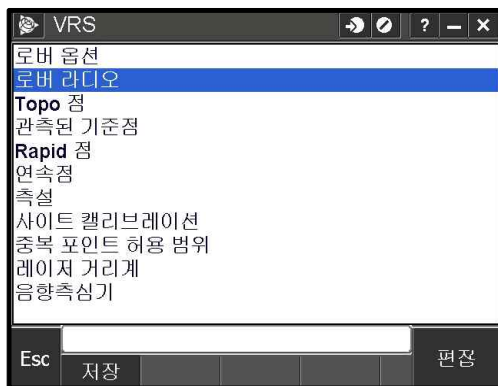 VRS
? – ×
로버 옵션
로버 라디오
Topo 점
관측된 기준점
Rapid 점
연속점
측설
사이트 캘리브레이션
중복 포인트 허용 범위
레이저 거리계
음향측심기
Esc
저장
편집